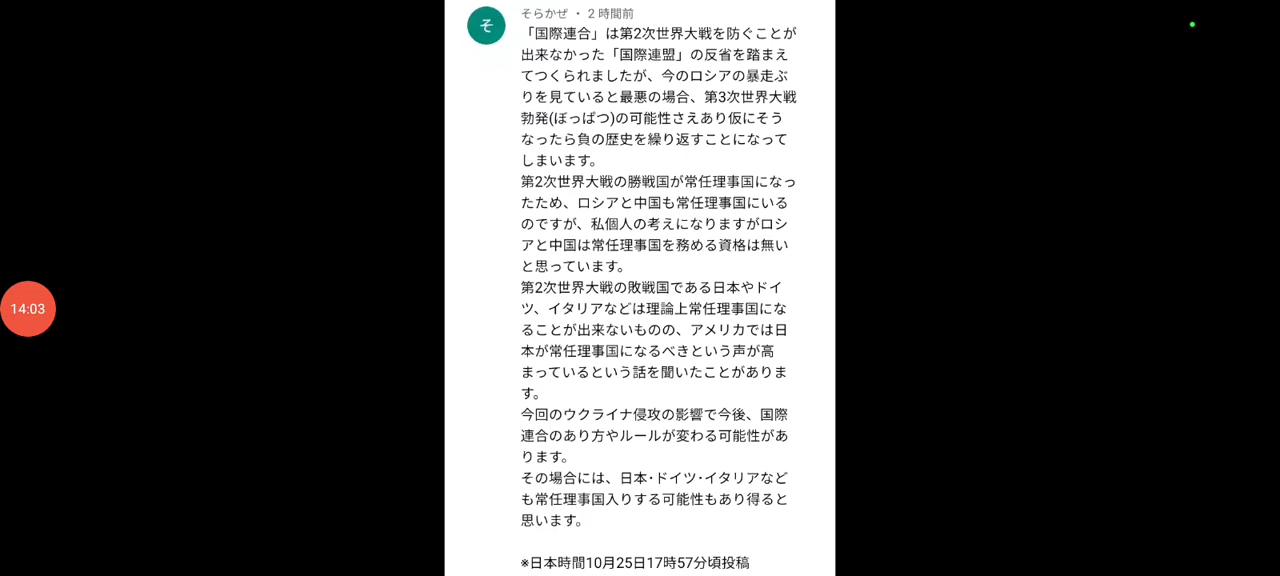 そらかぜ ・ 2 時間前
そ
「国際連合」は第2次世界大戦を防ぐことが
出来なかった「国際連盟」の反省を踏まえ
てつくられましたが、今のロシアの暴走ぶ
りを見ていると最悪の場合、第3次世界大戦
勃発(ぼっぱつ)の可能性さえあり仮にそう
なったら負の歴史を繰り返すことになって
しまいます。
第2次世界大戦の勝戦国が常任理事国になっ
たため、ロシアと中国も常任理事国にいる
のですが、私個人の考えになりますがロシ
アと中国は常任理事国を務める資格は無い
と思っています。
第2次世界大戦の敗戦国である日本やドイ
ツ、イタリアなどは理論上常任理事国にな
ることが出来ないものの、アメリカでは日
本が常任理事国になるべきという声が高
まっているという話を聞いたことがありま
す。
今回のウクライナ侵攻の影響で今後、国際
連合のあり方やルールが変わる可能性があ
ります。
その場合には、日本･ドイツ･イタリアなど
も常任理事国入りする可能性もあり得ると
思います。
※日本時間10月25日17時57分頃投稿
14:03